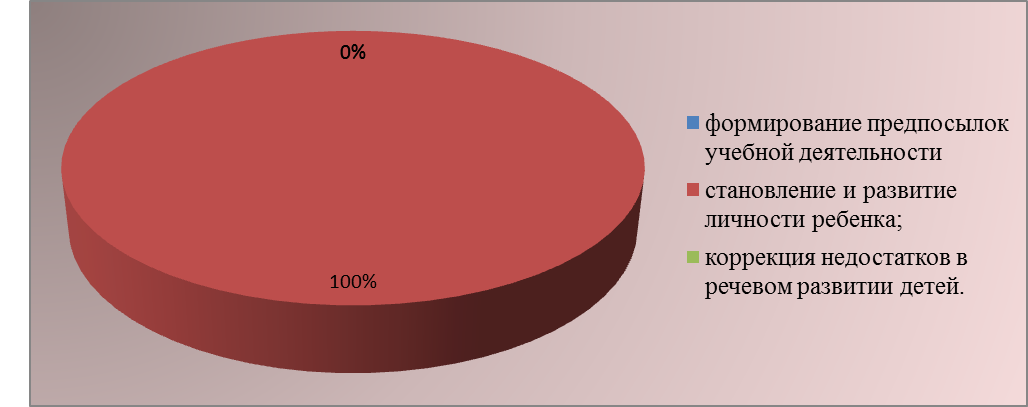 0%
100%
формирование предпосылок
учебной деятельности
становление и развитие
личности ребенка;
коррекция недостатков в
речевом развитии детей.